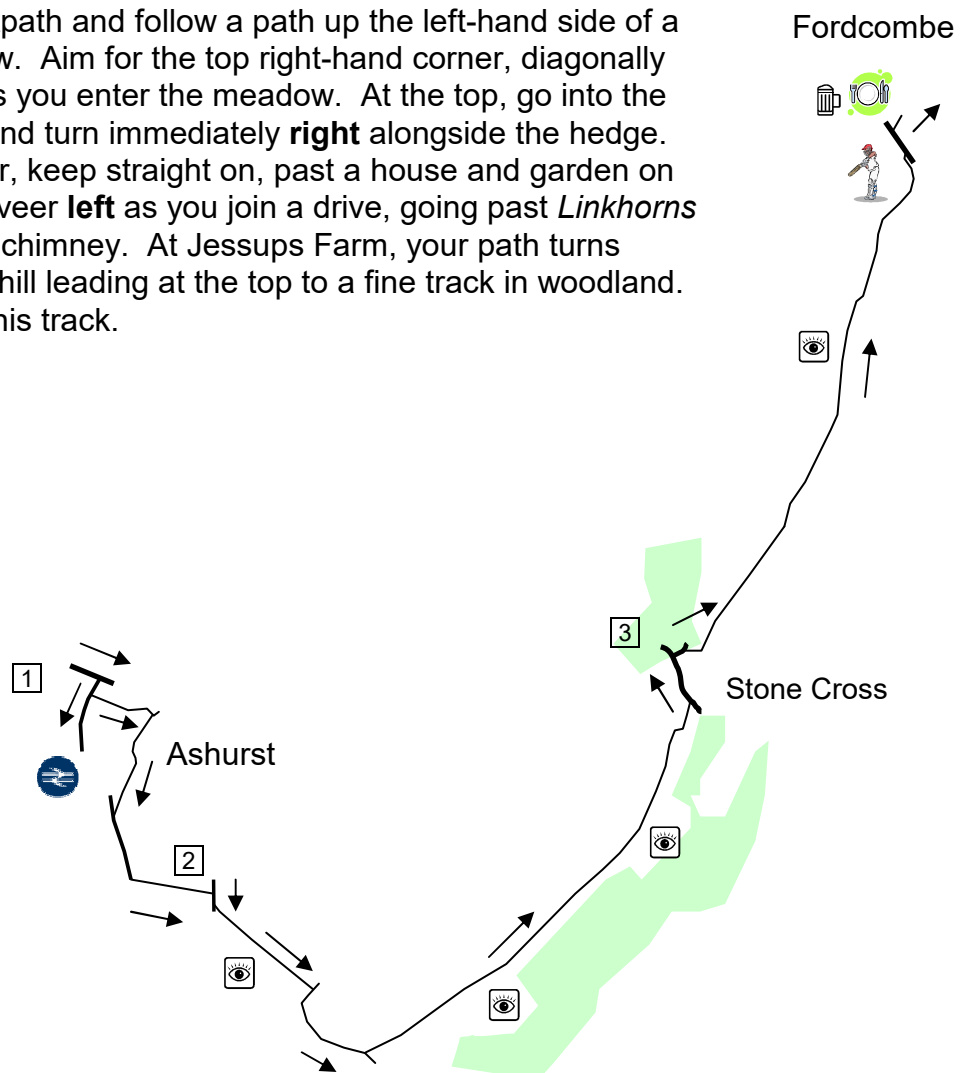 path and follow a path up the left-hand side of a
w. Aim for the top right-hand corner, diagonally
s you enter the meadow. At the top, go into the
nd turn immediately right alongside the hedge.
r, keep straight on, past a house and garden on
veer left as you join a drive, going past Linkhorns
chimney. At Jessups Farm, your path turns
hill leading at the top to a fine track in woodland.
his track.
Fordcombe
3
1
Stone Cross
Ashurst
2